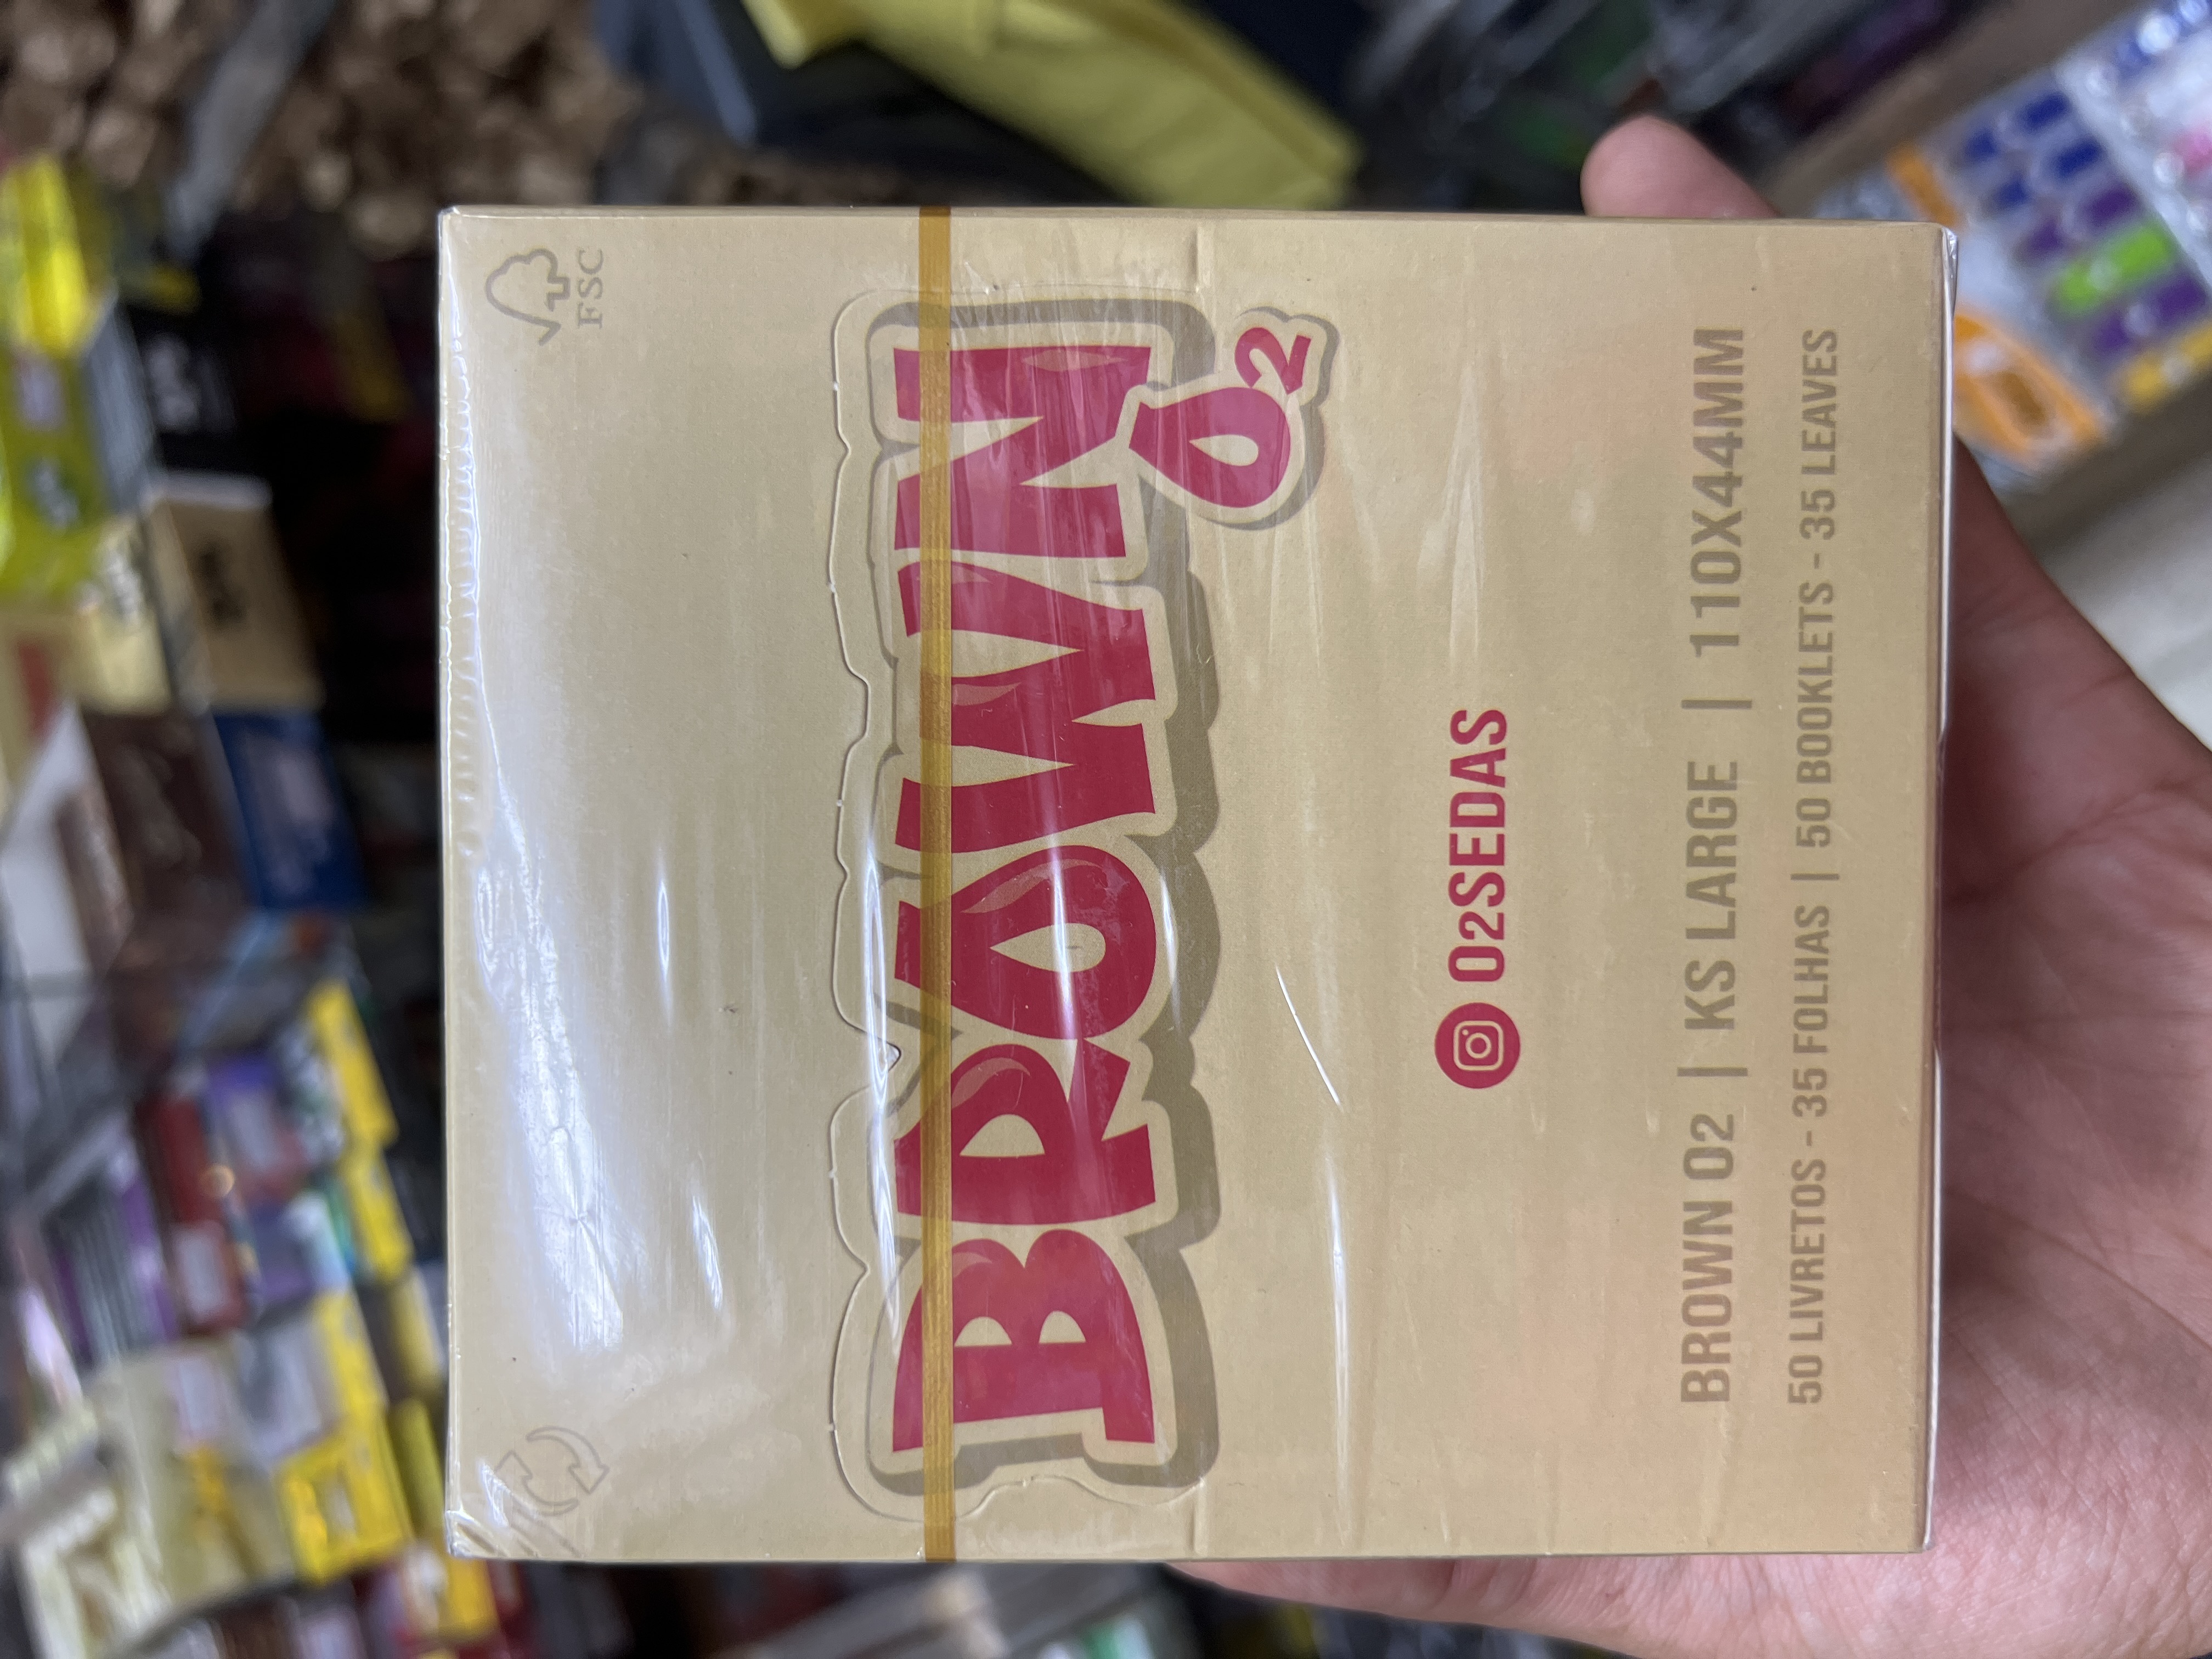 FSC
BROWN
O2
O2SEDAS
BROWN O2 | KS LARGE | 110X44MM
50 LIVRETOS - 35 FOLHAS | 50 BOOKLETS - 35 LEAVES